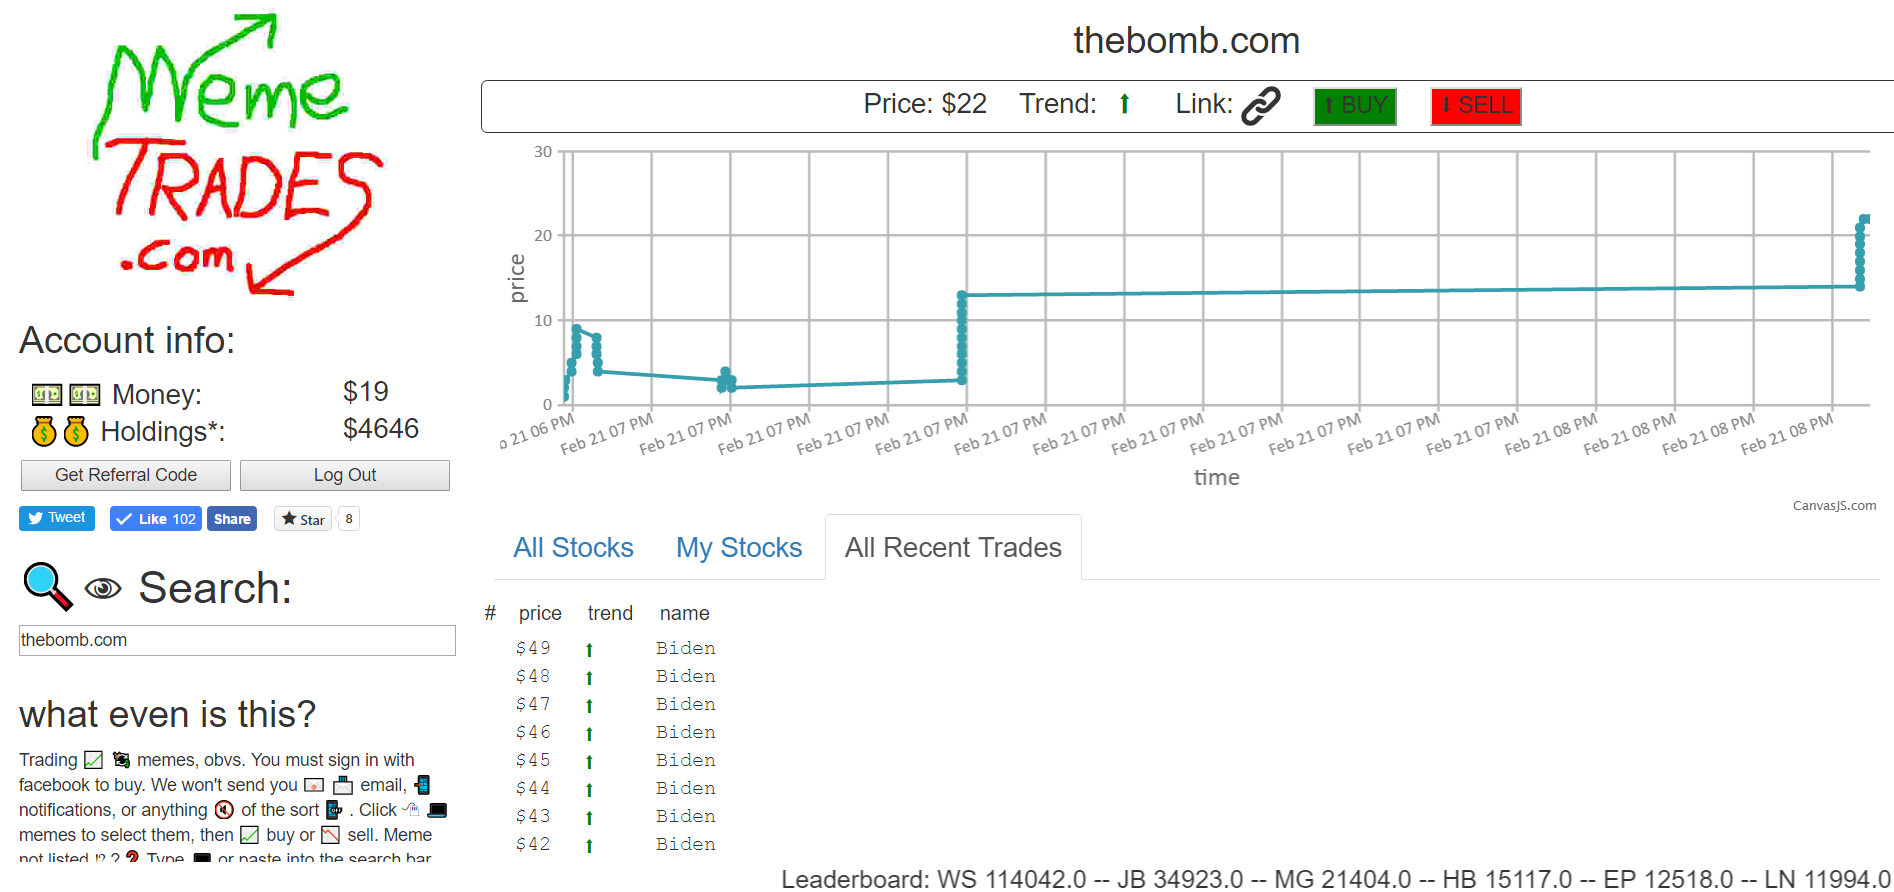 Meme
TRADES
.com
Account info:
Money: $19
Holdings*: $4646
Get Referral Code Log Out
Tweet Like 102 Share Star 8
Search:
thebomb.com
what even is this?
Trading memes, obvs. You must sign in with
facebook to buy. We won't send you email,
notifications, or anything of the sort . Click
memes to select them, then buy or sell. Meme
not listed ⁉ ? ❓ Type or paste into the search bar
thebomb.com
Price: $22 Trend: ⬆ Link: ⬆ BUY ⬇ SELL
30
20
10
0
price
21 06 PM Feb 21 07 PM Feb 21 07 PM Feb 21 07 PM Feb 21 07 PM Feb 21 07 PM Feb 21 07 PM Feb 21 07 PM Feb 21 07 PM Feb 21 07 PM Feb 21 07 PM Feb 21 07 PM Feb 21 07 PM Feb 21 08 PM Feb 21 08 PM Feb 21 08 PM Feb 21 08 PM
time
CanvasJS.com
All Stocks My Stocks All Recent Trades
# price trend name
$49 ⬆ Biden
$48 ⬆ Biden
$47 ⬆ Biden
$46 ⬆ Biden
$45 ⬆ Biden
$44 ⬆ Biden
$43 ⬆ Biden
$42 ⬆ Biden
Leaderboard: WS 114042.0 -- JB 34923.0 -- MG 21404.0 -- HB 15117.0 -- EP 12518.0 -- LN 11994.0